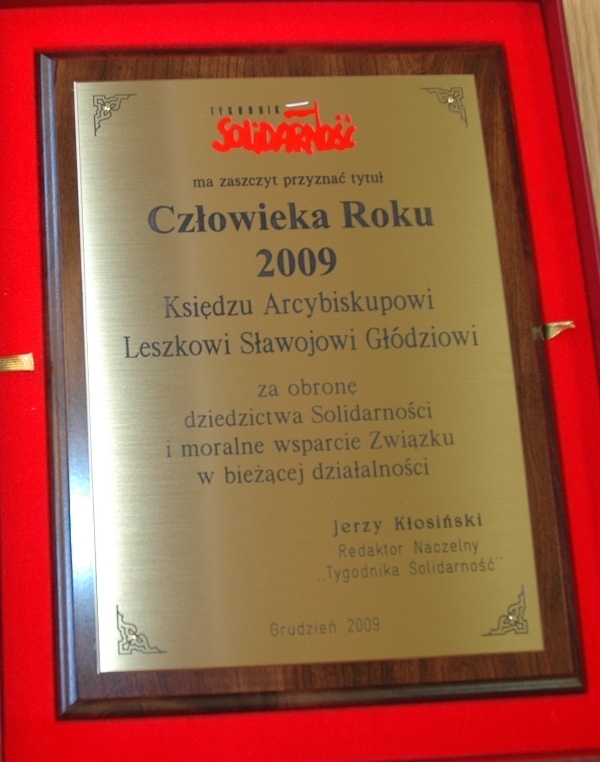 TYGODNIK
SOLIDARNOŚĆ
ma zaszczyt przyznać tytuł
Człowieka Roku
2009
Księdzu Arcybiskupowi
Leszkowi Sławojowi Głódziowi
za obronę
dziedzictwa Solidarności
i moralne wsparcie Związku
w bieżącej działalności
Jerzy Kłosiński
Redaktor Naczelny
„Tygodnika Solidarność"
Grudzień 2009